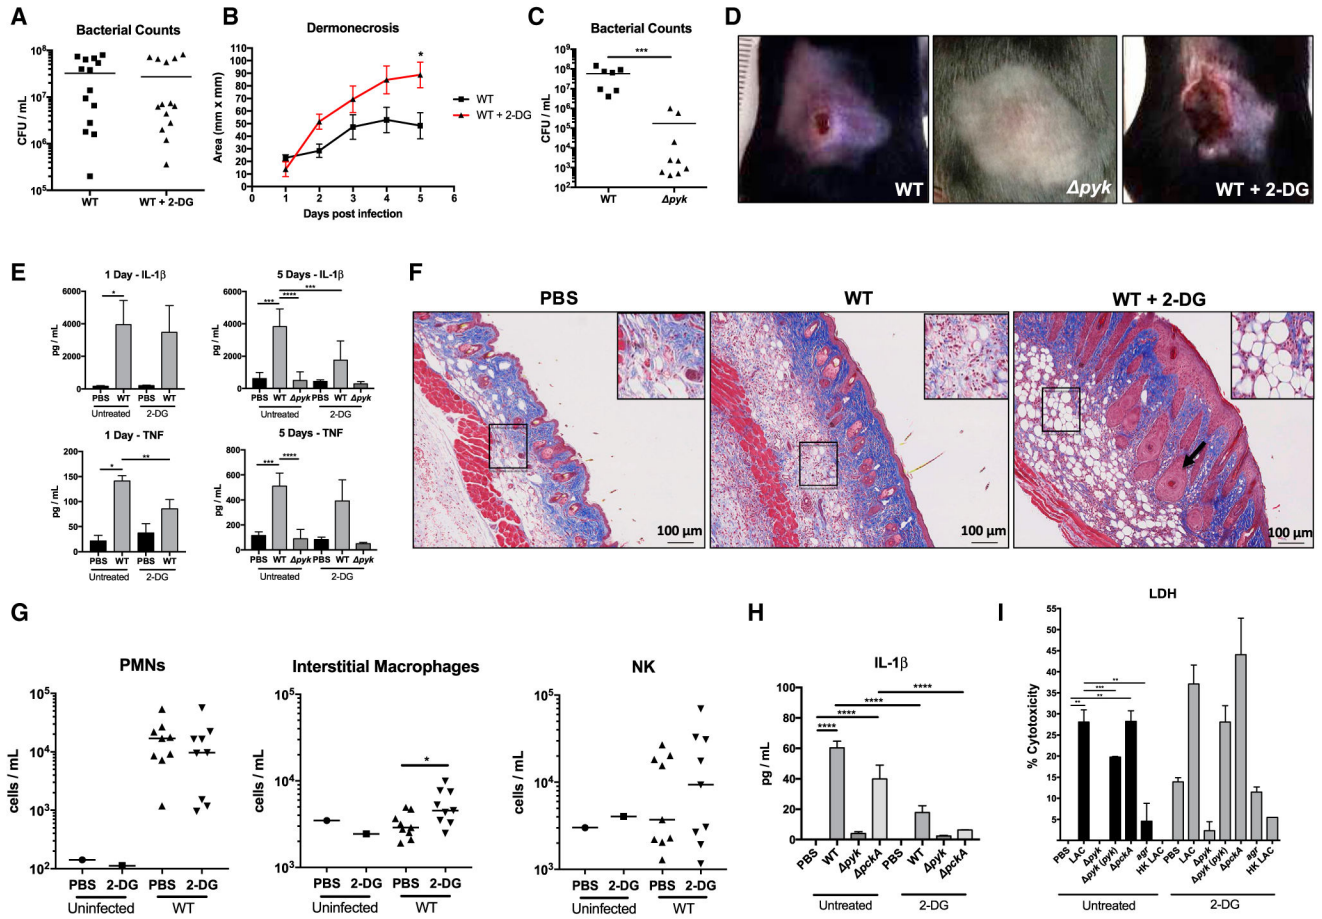 A
Bacterial Counts
CFU / mL
10^8
10^7
10^6
10^5
WT
WT + 2-DG
B
Dermonecrosis
Area (mm x mm)
110
100
90
80
70
60
50
40
30
20
10
0
*
WT
WT + 2-DG
1 2 3 4 5 6
Days post infection
C
Bacterial Counts
CFU / mL
10^9
10^8
10^7
10^6
10^5
10^4
10^3
10^2
***
WT
Δpyk
D
WT
Δpyk
WT + 2-DG
E
1 Day - IL-1β
pg / mL
6000
4000
2000
0
*
PBS WT PBS WT
Untreated 2-DG
5 Days - IL-1β
pg / mL
6000
4000
2000
0
***
****
***
PBS WT Δpyk PBS WT Δpyk
Untreated 2-DG
1 Day - TNF
pg / mL
200
150
100
50
0
*
**
PBS WT PBS WT
Untreated 2-DG
5 Days - TNF
pg / mL
800
600
400
200
0
***
****
PBS WT Δpyk PBS WT Δpyk
Untreated 2-DG
F
PBS
WT
WT + 2-DG
100 µm
100 µm
100 µm
G
PMNs
cells / mL
10^5
10^4
10^3
10^2
PBS 2-DG PBS 2-DG
Uninfected WT
Interstitial Macrophages
cells / mL
10^5
10^4
10^3
*
PBS 2-DG PBS 2-DG
Uninfected WT
NK
cells / mL
10^5
10^4
10^3
PBS 2-DG PBS 2-DG
Uninfected WT
H
IL-1β
pg / mL
100
80
60
40
20
0
****
****
****
****
PBS WT Δpyk ΔpckA PBS WT Δpyk ΔpckA
Untreated 2-DG
I
LDH
% Cytotoxicity
55
50
45
40
35
30
25
20
15
10
5
**
***
**
**
PBS LAC Δpyk Δpyk (pyk) ΔpckA agr HK LAC PBS LAC Δpyk Δpyk (pyk) ΔpckA agr HK LAC
Untreated 2-DG